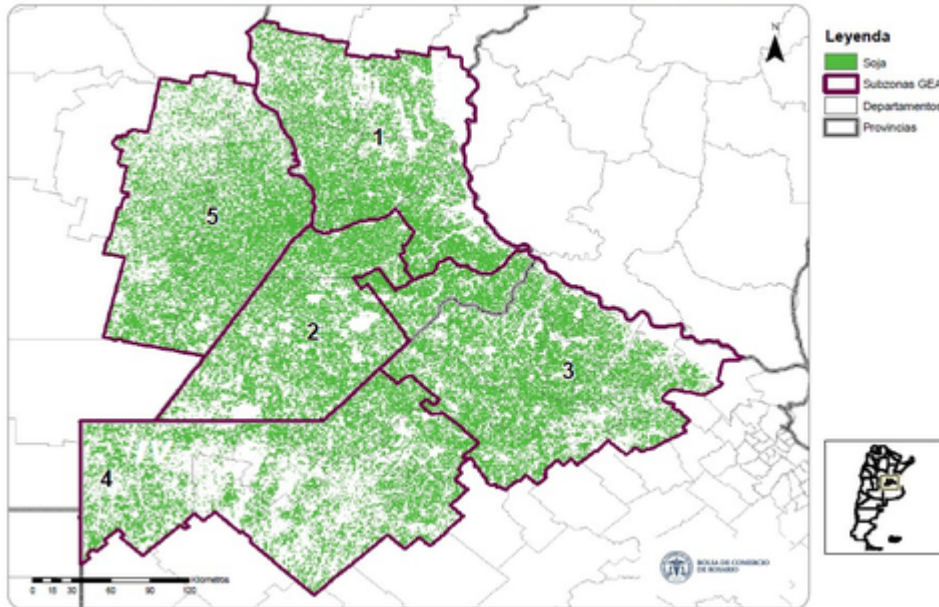 Leyenda
Soja
Subzonas GEA
Departamentos
Provincias
N
1
5
2
3
4
0 15 30 60 90 120
Kilometros
BOLSA DE COMERCIO
DE ROSARIO